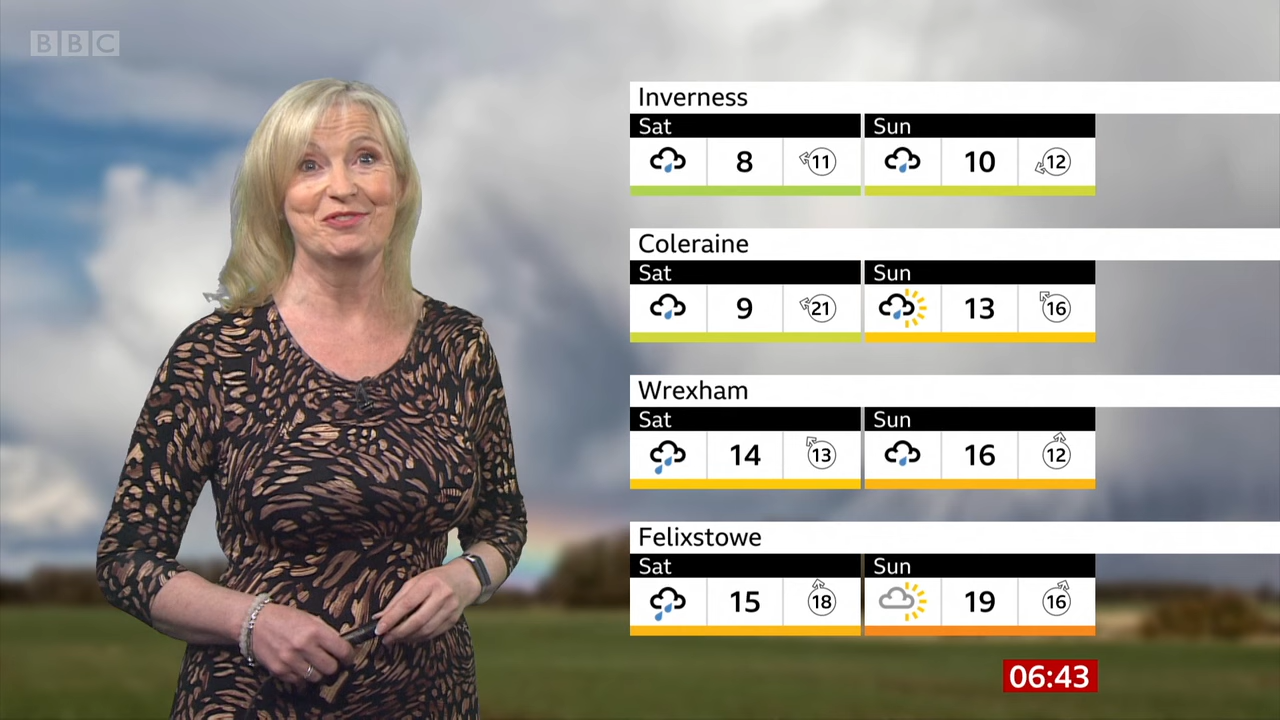 BBC
Inverness
Sat Sun
8 11 10 12
Coleraine
Sat Sun
9 21 13 16
Wrexham
Sat Sun
14 13 16 12
Felixstowe
Sat Sun
15 18 19 16
06:43